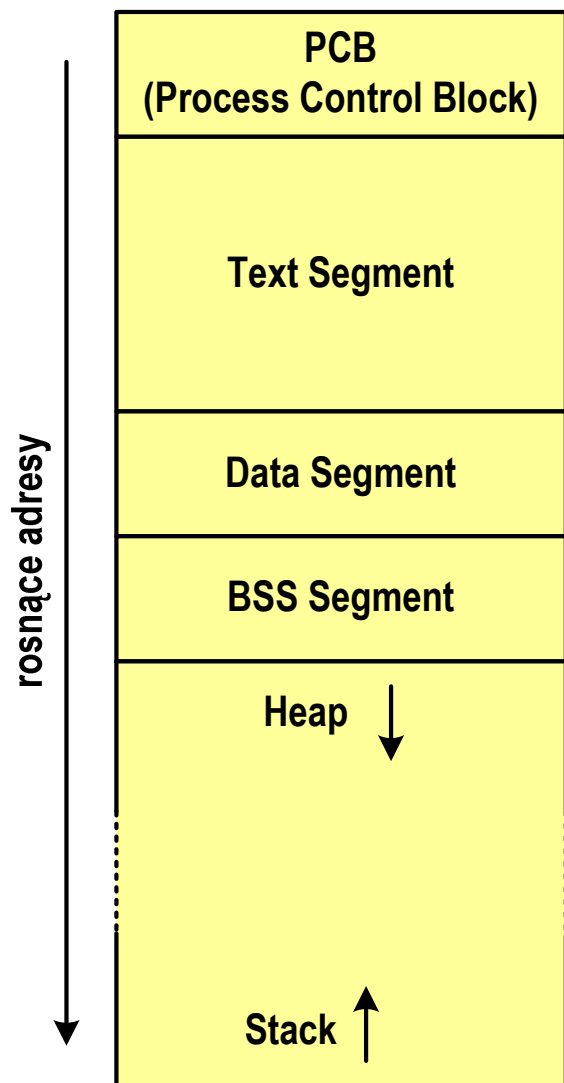 PCB
(Process Control Block)
Text Segment
Data Segment
BSS Segment
Heap
Stack
rosnące adresy